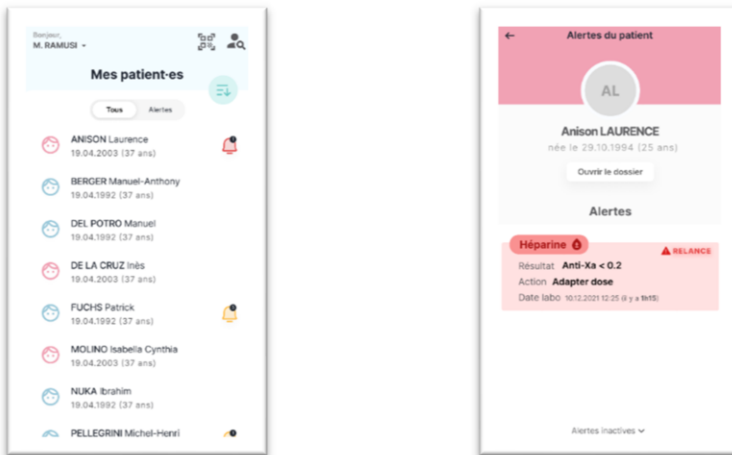 Bonjour,
M. RAMUSI
Mes patient·es
Tous Alertes
ANISON Laurence
19.04.2003 (37 ans)
BERGER Manuel-Anthony
19.04.1992 (37 ans)
DEL POTRO Manuel
19.04.1992 (37 ans)
DE LA CRUZ Inès
19.04.2003 (37 ans)
FUCHS Patrick
19.04.1992 (37 ans)
MOLINO Isabella Cynthia
19.04.2003 (37 ans)
NUKA Ibrahim
19.04.1992 (37 ans)
PELLEGRINI Michel-Henri
Alertes du patient
AL
Anison LAURENCE
née le 29.10.1994 (25 ans)
Ouvrir le dossier
Alertes
Héparine
RELANCE
Résultat Anti-Xa < 0.2
Action Adapter dose
Date labo 10.12.2021 12:25 (il y a 1h15)
Alertes inactives